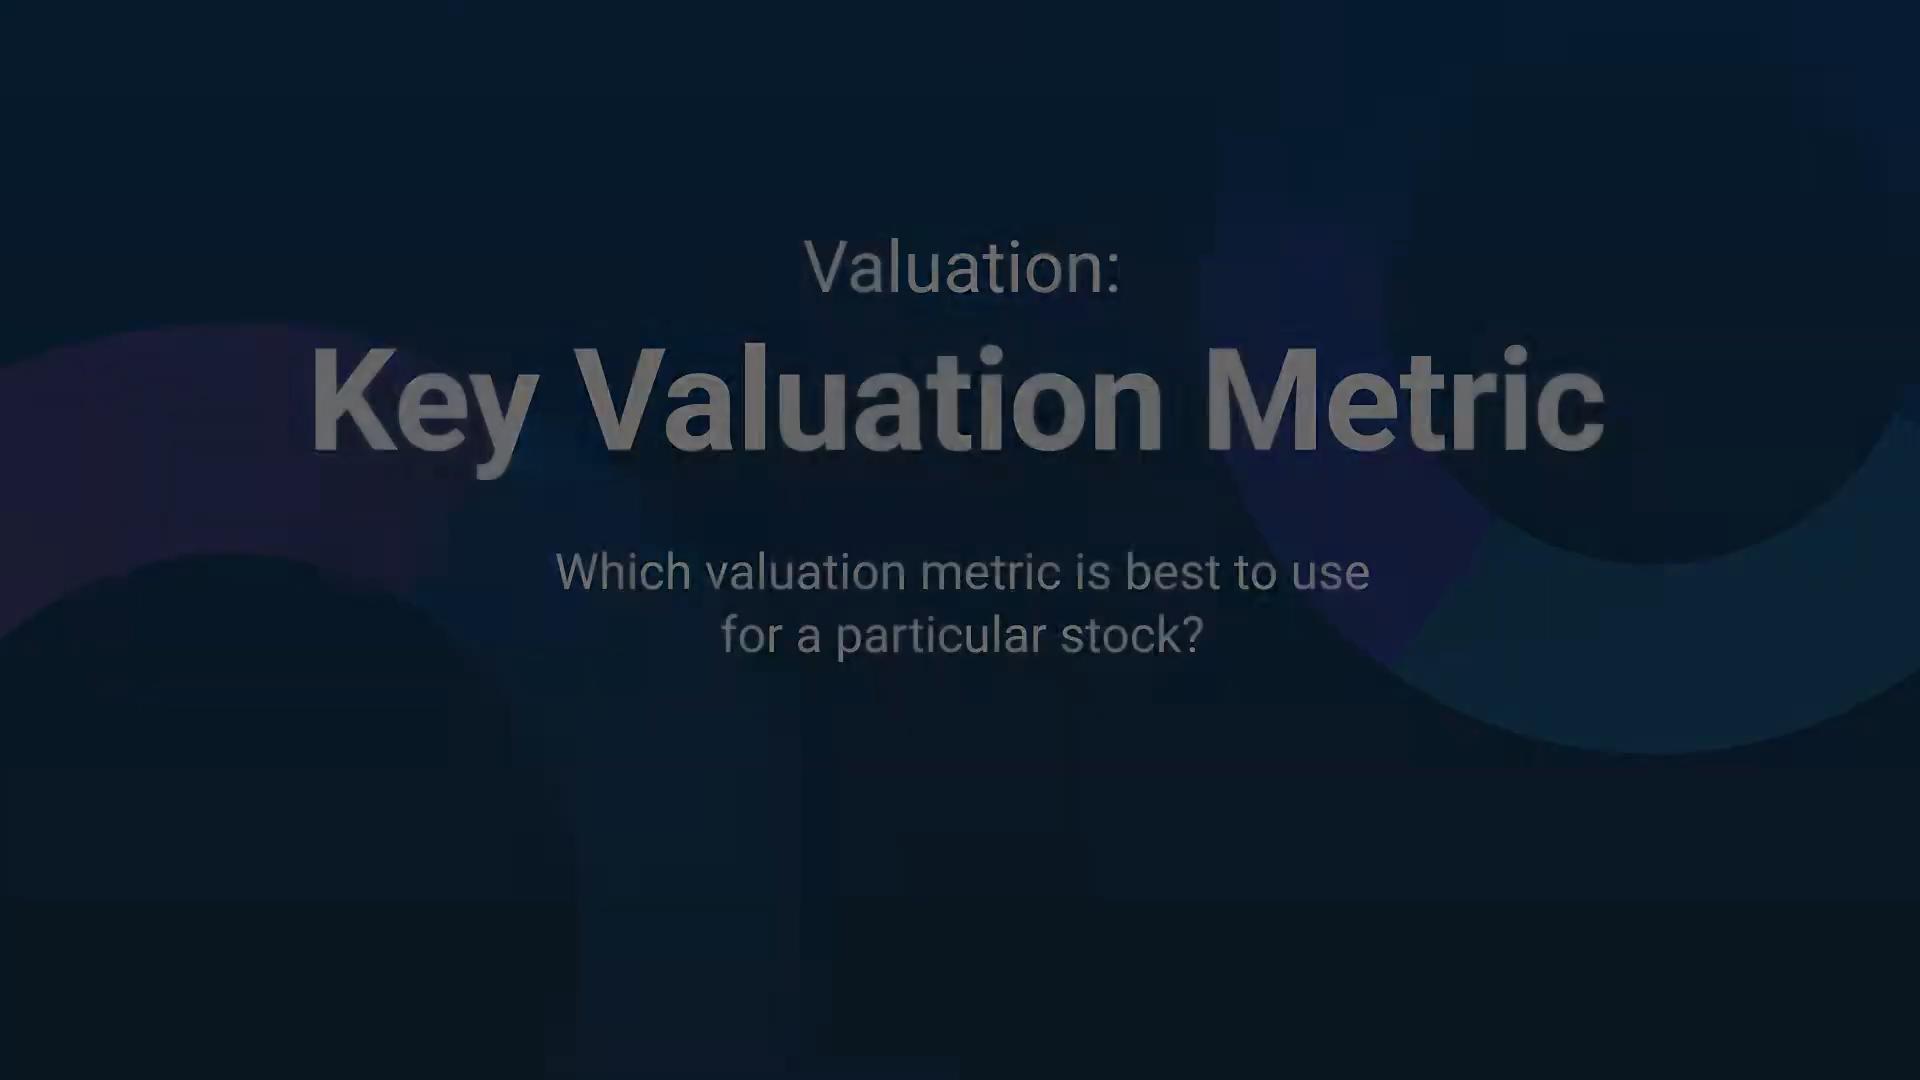 Valuation:
Key Valuation Metric
Which valuation metric is best to use
for a particular stock?